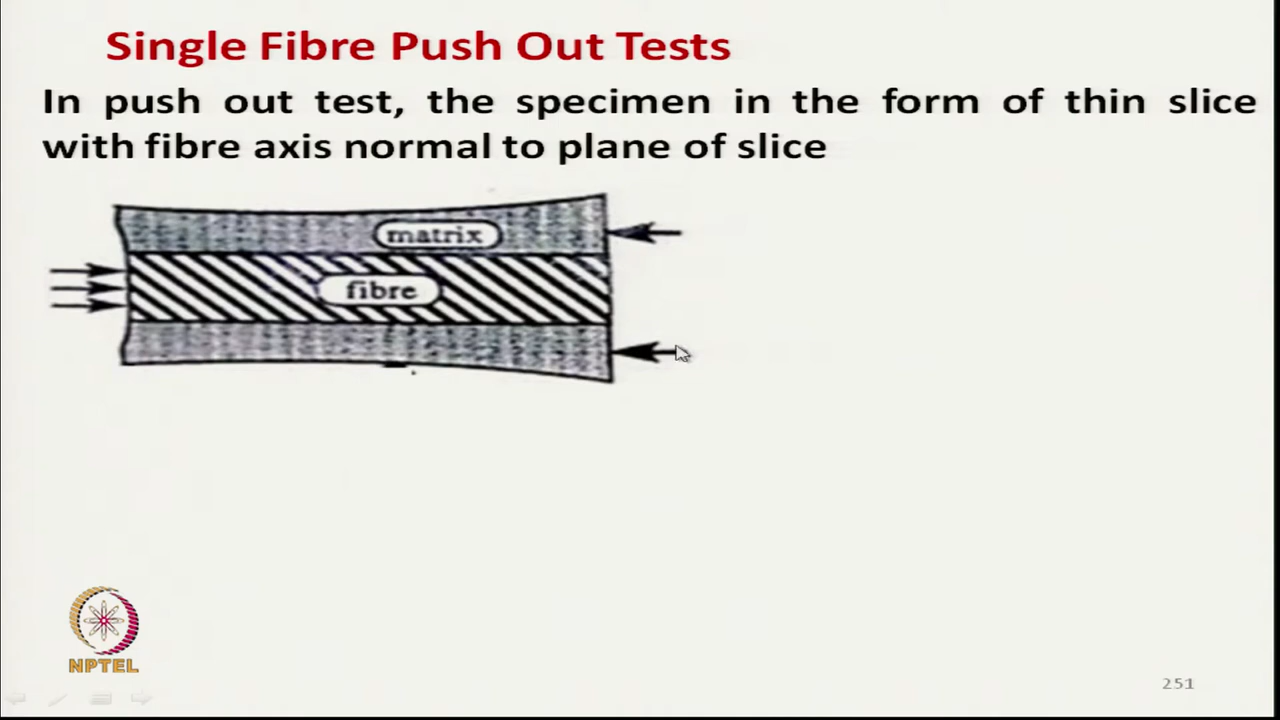 Single Fibre Push Out Tests
In push out test, the specimen in the form of thin slice
with fibre axis normal to plane of slice
matrix
fibre
NPTEL
251